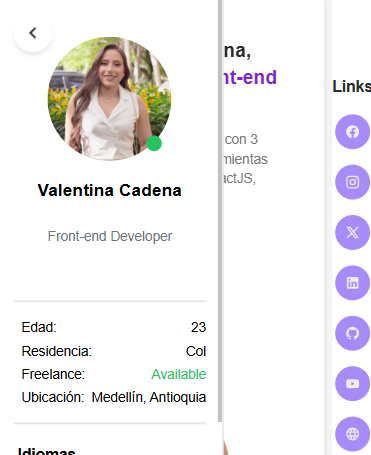 Valentina Cadena
Front-end Developer
Edad: 23
Residencia: Col
Freelance: Available
Ubicación: Medellín, Antioquia
Idiomas
na,
nt-end
con 3
mientas
actJS,
Links